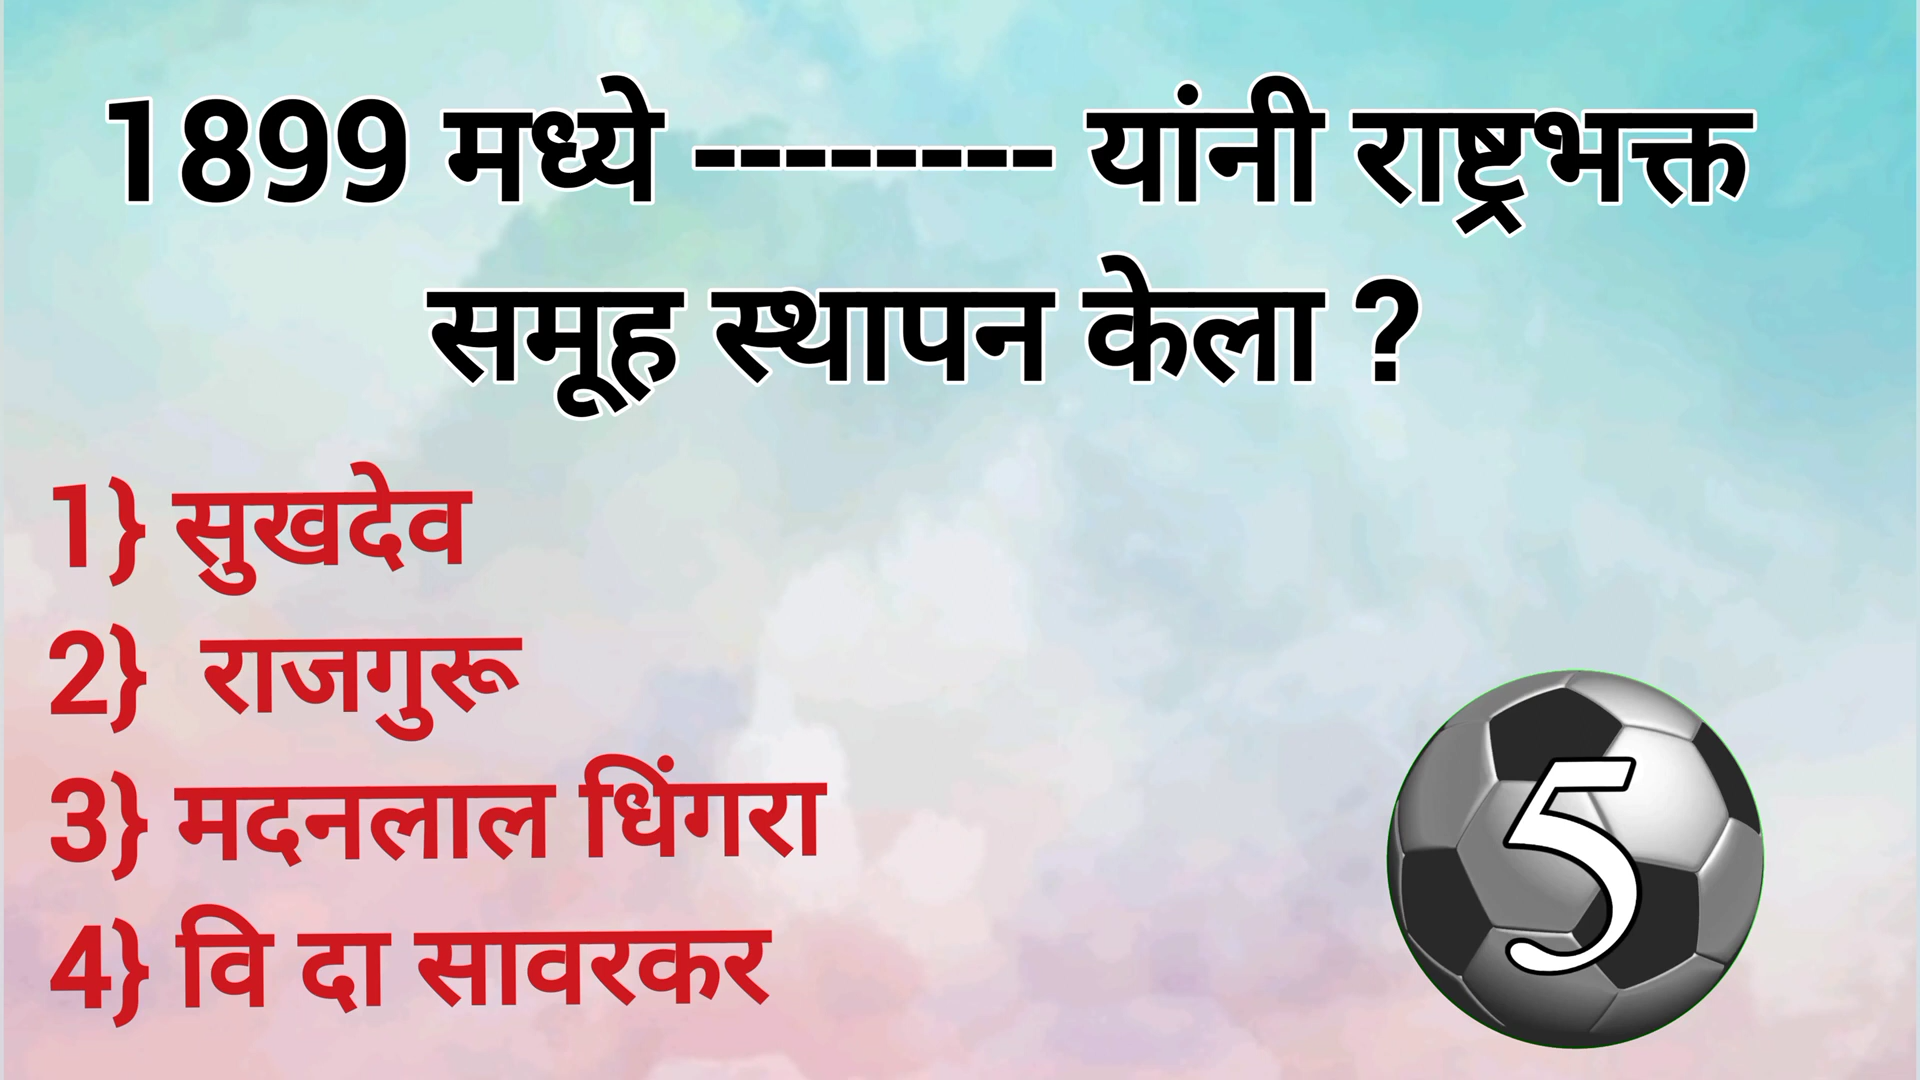 1899 मध्ये -------- यांनी राष्ट्रभक्त
समूह स्थापन केला ?
1} सुखदेव
2} राजगुरू
3} मदनलाल धिंगरा
4} वि दा सावरकर
5